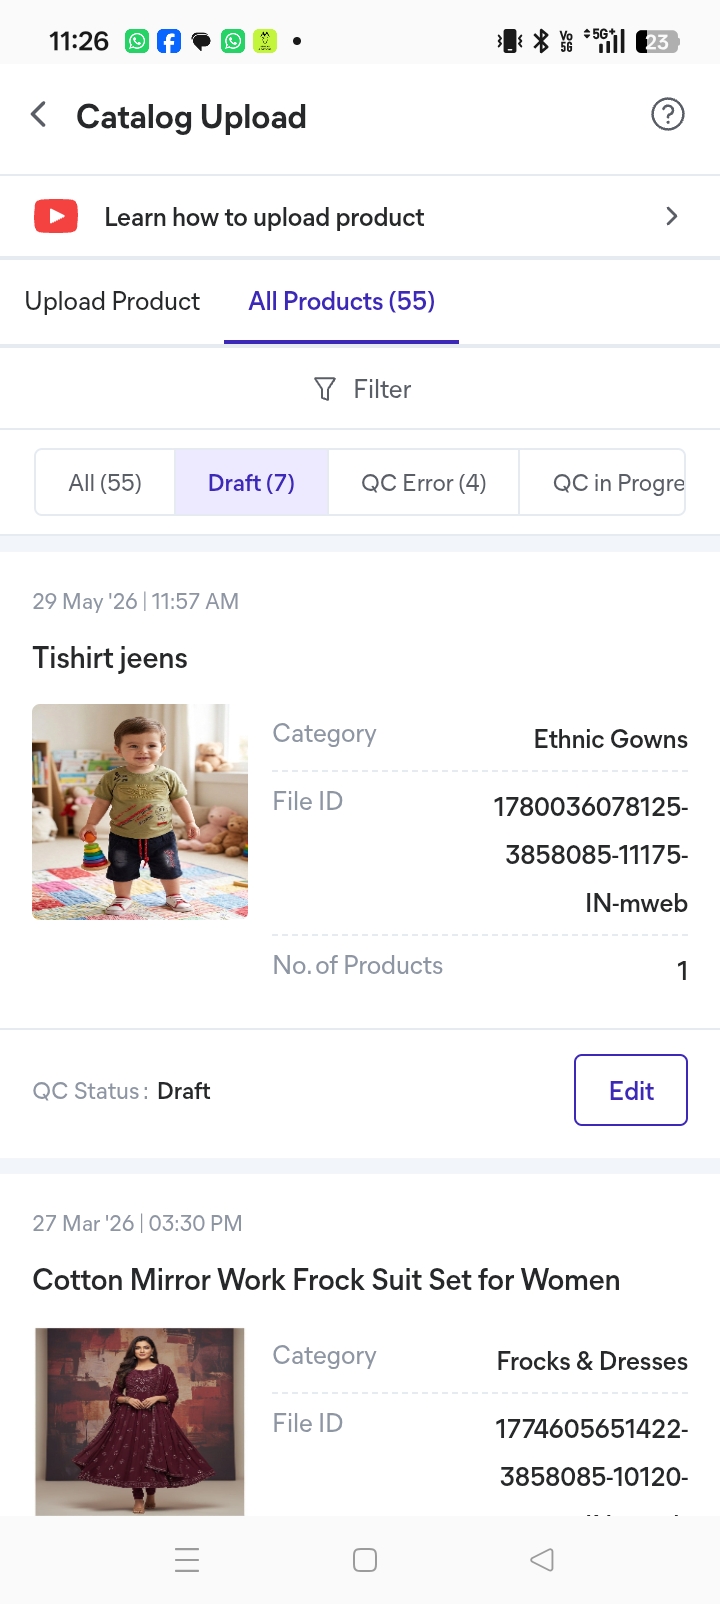 11:26
Vo
5G
5G+
23
Catalog Upload
Learn how to upload product
Upload Product
All Products (55)
Filter
All (55)
Draft (7)
QC Error (4)
QC in Progre
29 May '26 | 11:57 AM
Tishirt jeens
Category
Ethnic Gowns
File ID
1780036078125-
3858085-11175-
IN-mweb
No. of Products
1
QC Status : Draft
Edit
27 Mar '26 | 03:30 PM
Cotton Mirror Work Frock Suit Set for Women
Category
Frocks & Dresses
File ID
1774605651422-
3858085-10120-